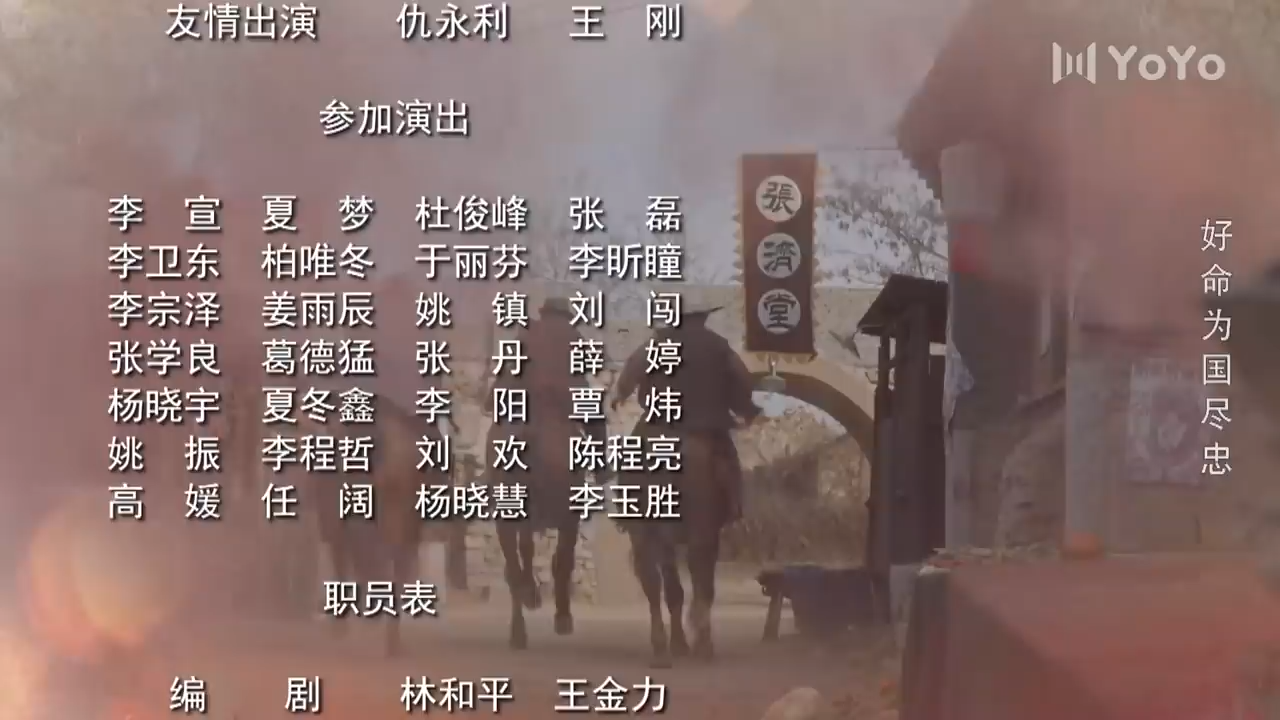 友情出演 仇永利 王刚
参加演出
李宣 夏梦 杜俊峰 张磊
李卫东 柏唯冬 于丽芬 李昕瞳
李宗泽 姜雨辰 姚镇 刘闯
张学良 葛德猛 张丹 薛婷
杨晓宇 夏冬鑫 李阳 覃炜
姚振 李程哲 刘欢 陈程亮
高媛 任阔 杨晓慧 李玉胜
职员表
编剧 林和平 王金力
YoYo
張濟堂
好命为国尽忠